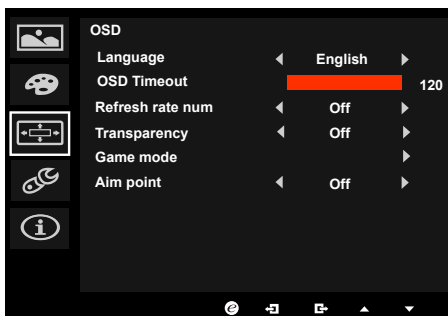 OSD
Language English
OSD Timeout 120
Refresh rate num Off
Transparency Off
Game mode
Aim point Off